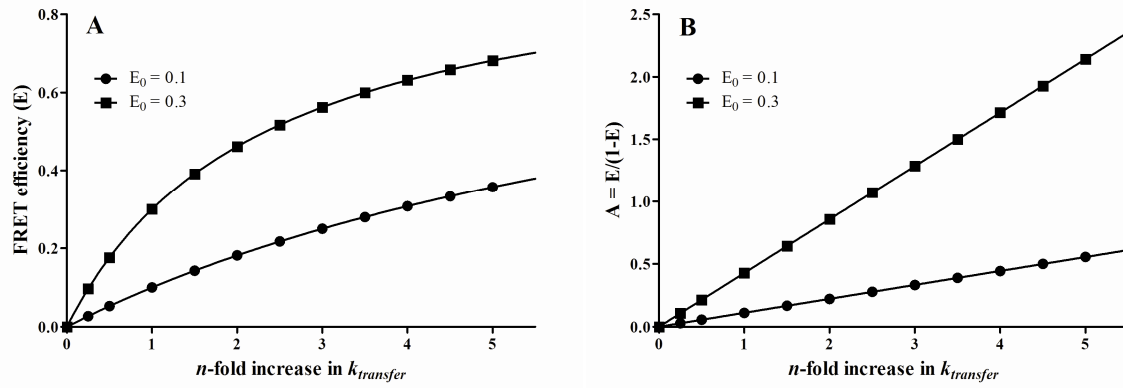 A
E₀ = 0.1
E₀ = 0.3
FRET efficiency (E)
0.8
0.6
0.4
0.2
0.0
0 1 2 3 4 5
n-fold increase in ktransfer
B
E₀ = 0.1
E₀ = 0.3
A = E/(1-E)
2.5
2.0
1.5
1.0
0.5
0.0
0 1 2 3 4 5
n-fold increase in ktransfer